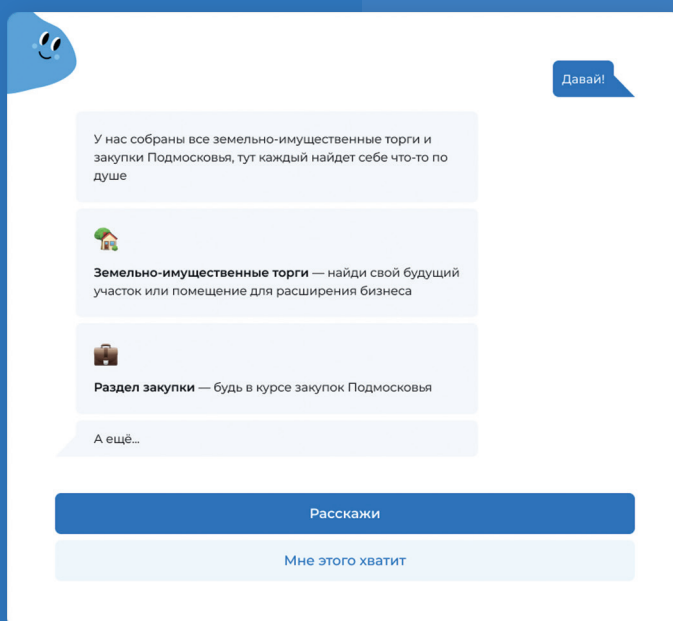 Давай!
У нас собраны все земельно-имущественные торги и
закупки Подмосковья, тут каждый найдет себе что-то по
душе
Земельно-имущественные торги — найди свой будущий
участок или помещение для расширения бизнеса
Раздел закупки — будь в курсе закупок Подмосковья
А ещё...
Расскажи
Мне этого хватит